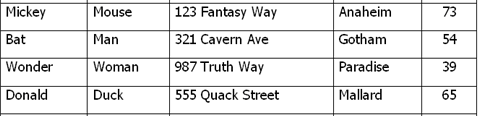 Mickey Mouse 123 Fantasy Way Anaheim 73
Bat Man 321 Cavern Ave Gotham 54
Wonder Woman 987 Truth Way Paradise 39
Donald Duck 555 Quack Street Mallard 65